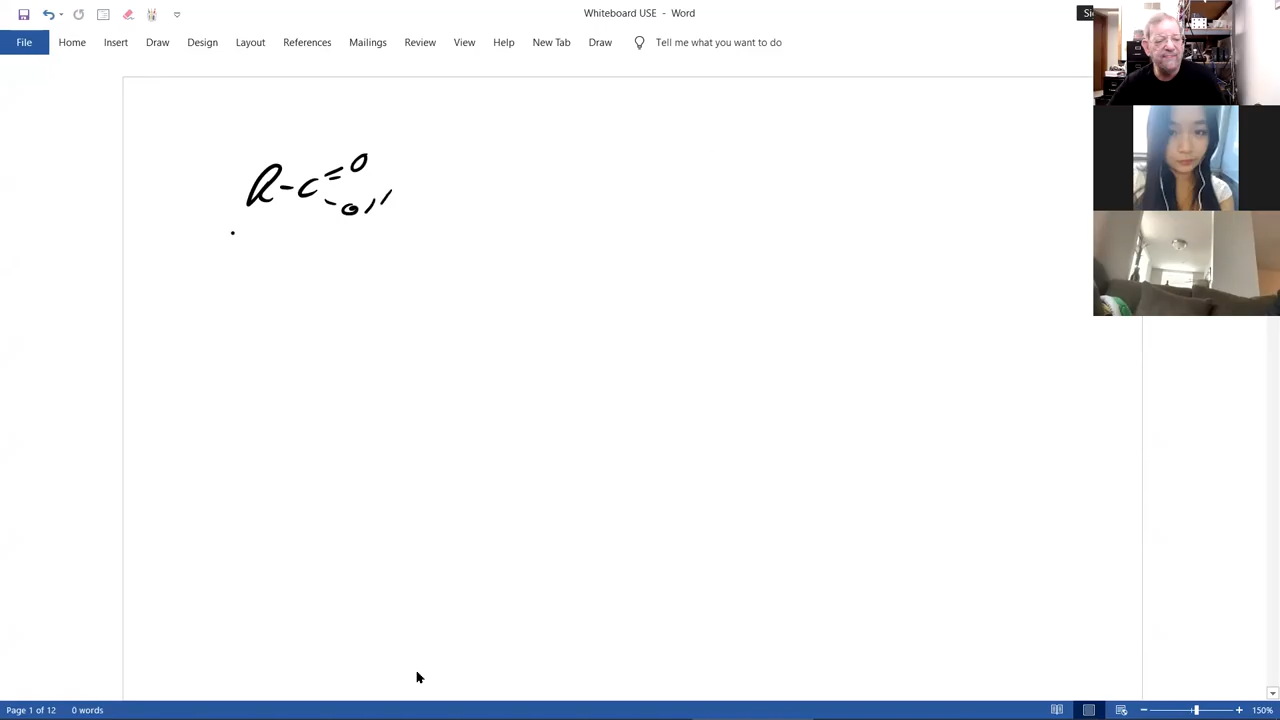 Whiteboard USE - Word
File Home Insert Draw Design Layout References Mailings Review View Help New Tab Draw Tell me what you want to do
R-C=O
-O
Page 1 of 12 0 words 150%